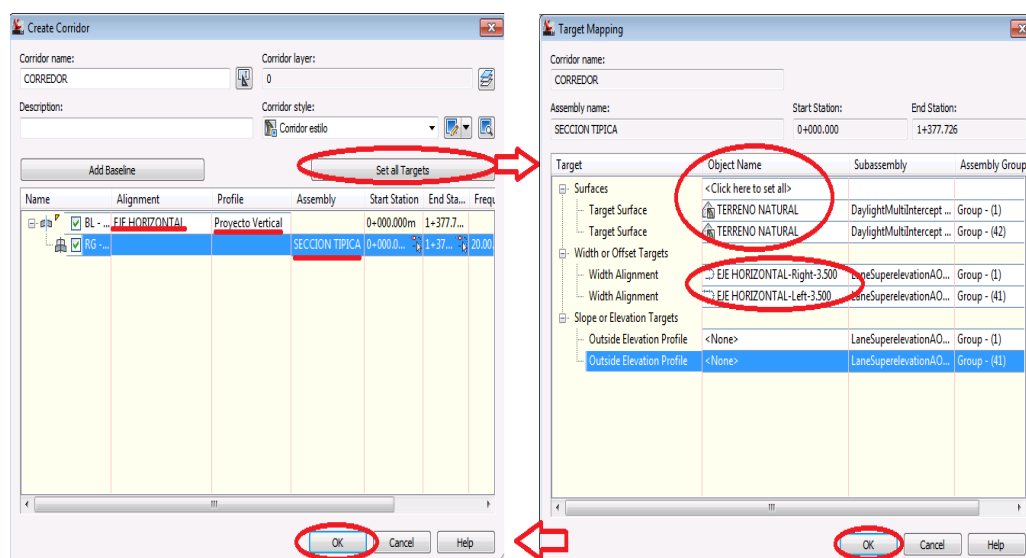 Create Corridor
Corridor name:
Corridor layer:
CORREDOR
0
Description:
Corridor style:
Corridor estilo
Add Baseline
Set all Targets
Name Alignment Profile Assembly Start Station End Sta... Frequ
BL - ... EJE HORIZONTAL Proyecto Vertical 0+000.000m 1+377.7...
RG -... SECCION TIPICA 0+000.0... 1+37... 20.00
OK Cancel Help
Target Mapping
Corridor name:
CORREDOR
Assembly name:
Start Station:
End Station:
SECCION TIPICA
0+000.000
1+377.726
Target Object Name Subassembly Assembly Group
Surfaces <Click here to set all>
Target Surface TERRENO NATURAL DaylightMultiIntercept ... Group - (1)
Target Surface TERRENO NATURAL DaylightMultiIntercept ... Group - (42)
Width or Offset Targets
Width Alignment EJE HORIZONTAL-Right-3.500 LaneSuperelevationAO... Group - (1)
Width Alignment EJE HORIZONTAL-Left-3.500 LaneSuperelevationAO... Group - (41)
Slope or Elevation Targets
Outside Elevation Profile <None> LaneSuperelevationAO... Group - (1)
Outside Elevation Profile <None> LaneSuperelevationAO... Group - (41)
OK Cancel Help